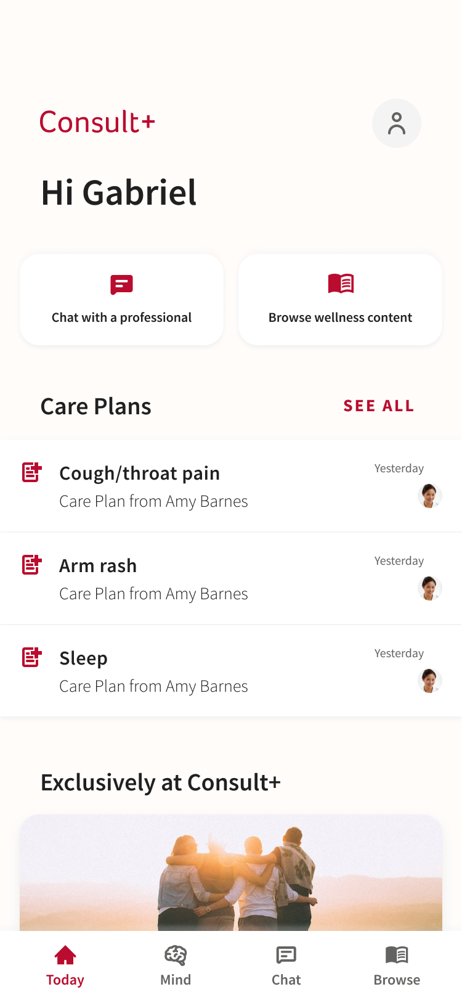 Consult+
Hi Gabriel
Chat with a professional
Browse wellness content
Care Plans
SEE ALL
Cough/throat pain
Yesterday
Care Plan from Amy Barnes
Arm rash
Yesterday
Care Plan from Amy Barnes
Sleep
Yesterday
Care Plan from Amy Barnes
Exclusively at Consult+
Today
Mind
Chat
Browse